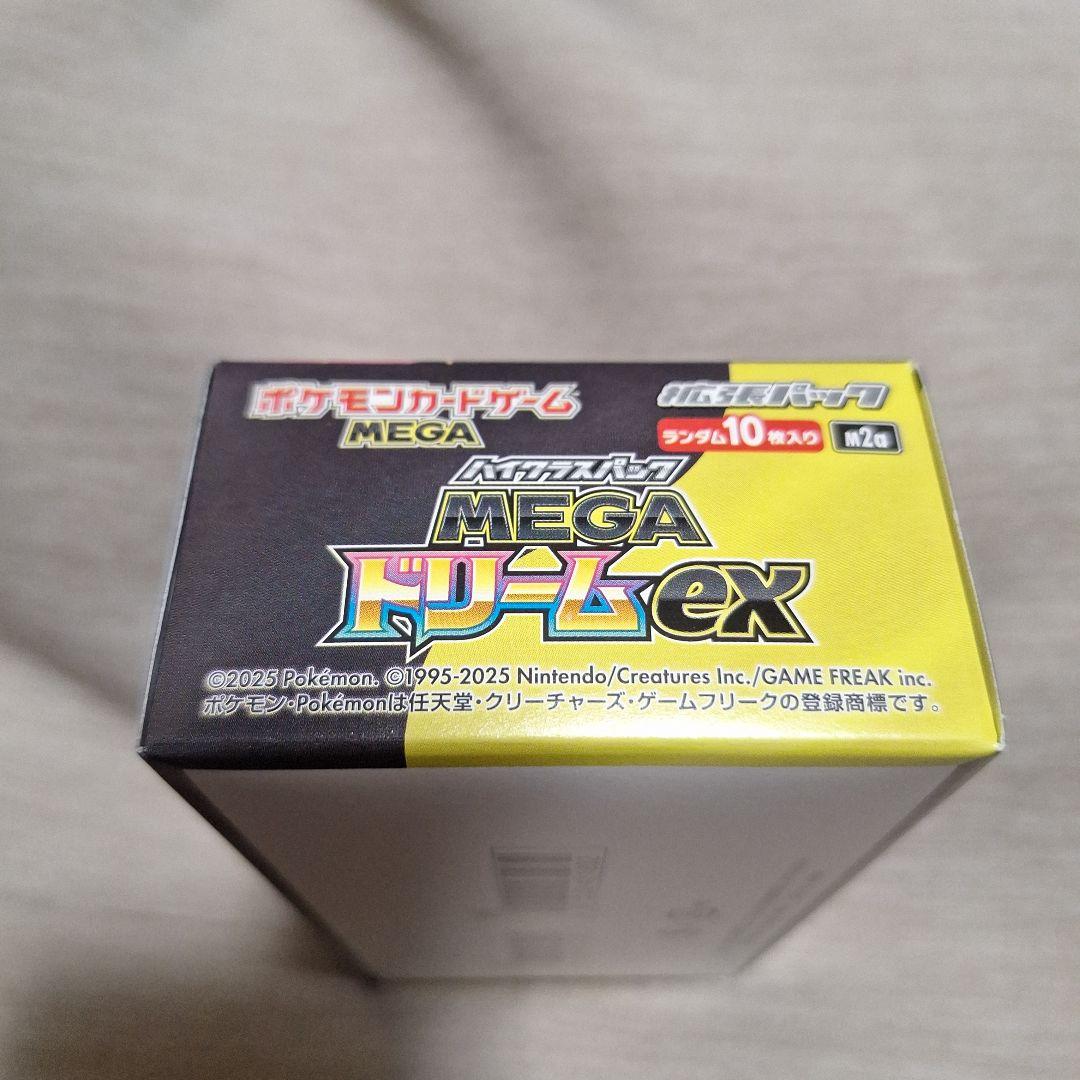 ポケモンカードゲーム
MEGA
拡張パック
ランダム10枚入り M2a
ハイクラスパック
MEGA
ドリームex
©2025 Pokémon. ©1995-2025 Nintendo/Creatures Inc./GAME FREAK inc.
ポケモン・Pokémonは任天堂・クリーチャーズ・ゲームフリークの登録商標です。